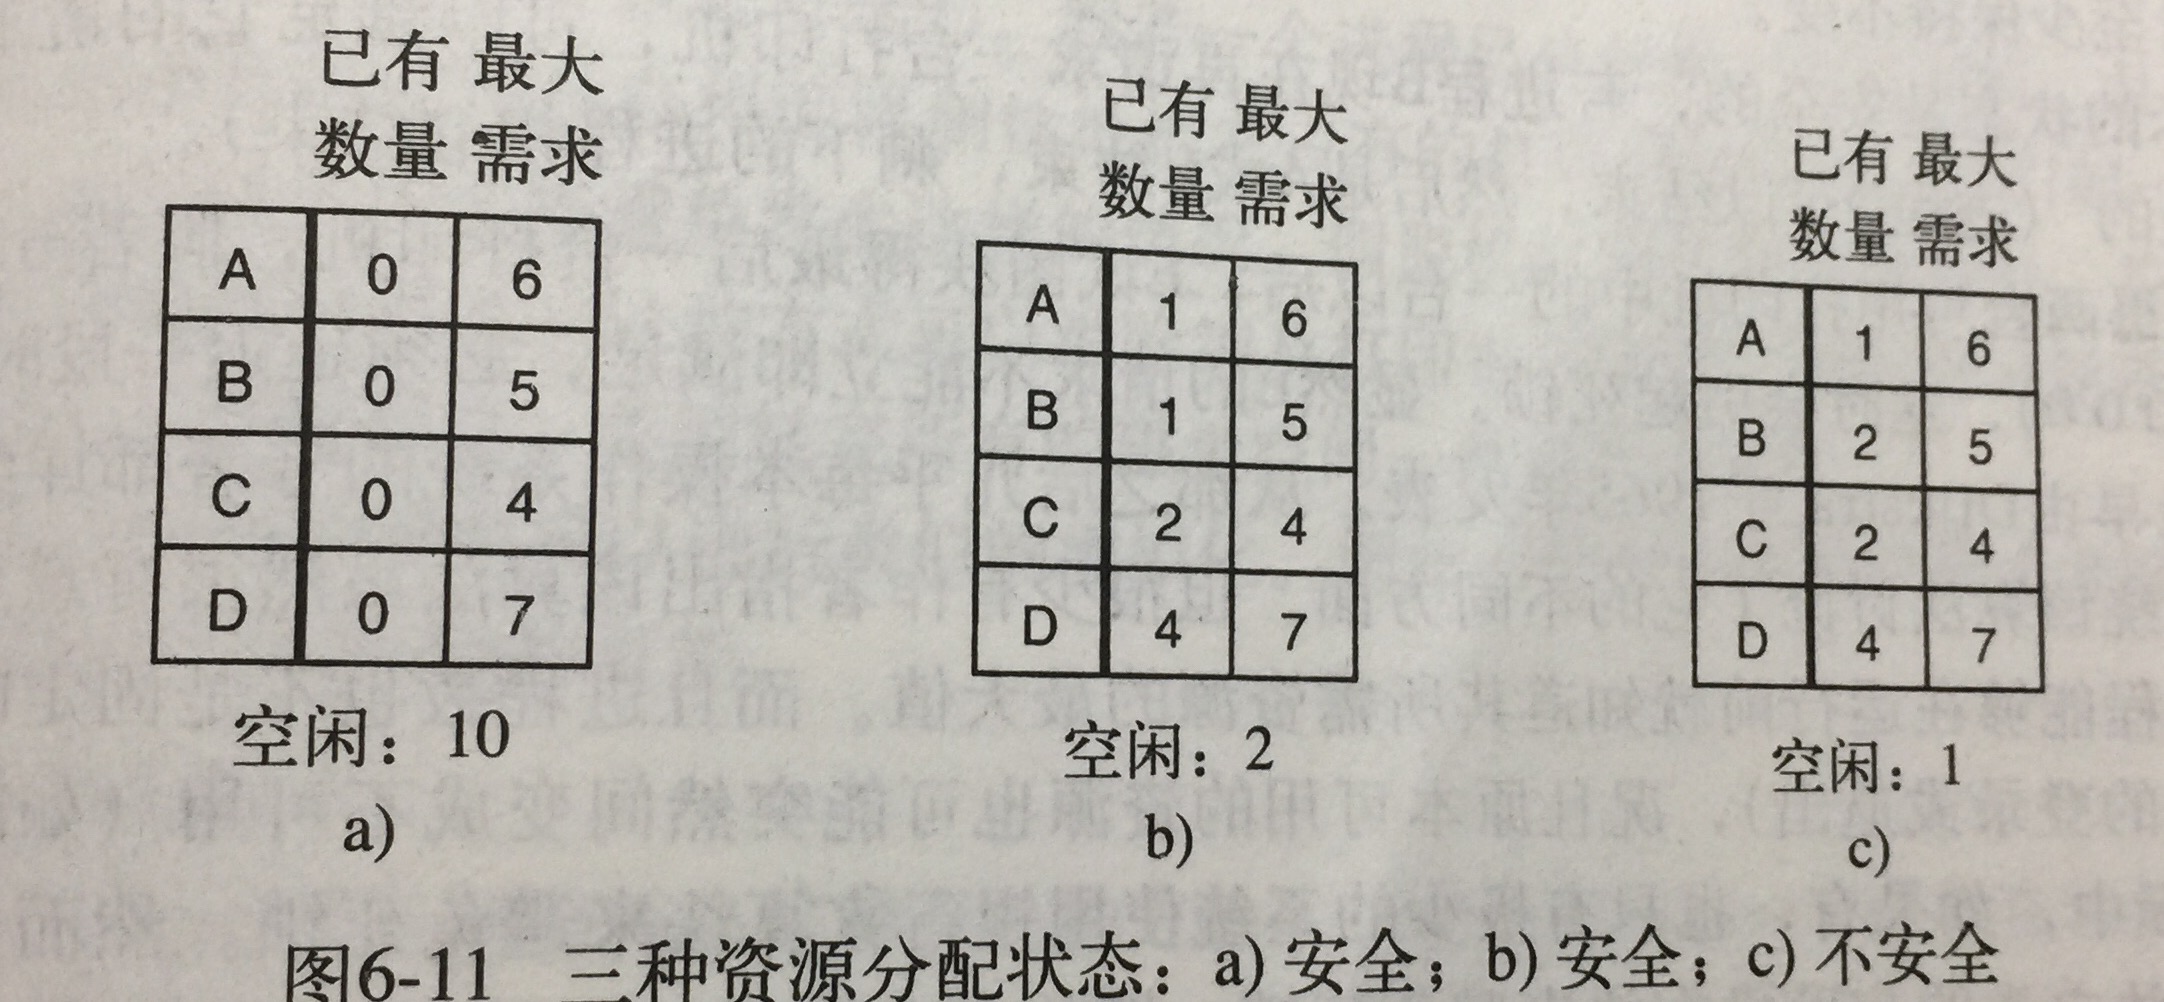 已有 最大
数量 需求
A 0 6
B 0 5
C 0 4
D 0 7
空闲：10
a)
已有 最大
数量 需求
A 1 6
B 1 5
C 2 4
D 4 7
空闲：2
b)
已有 最大
数量 需求
A 1 6
B 2 5
C 2 4
D 4 7
空闲：1
c)
图6-11 三种资源分配状态：a) 安全；b) 安全；c) 不安全